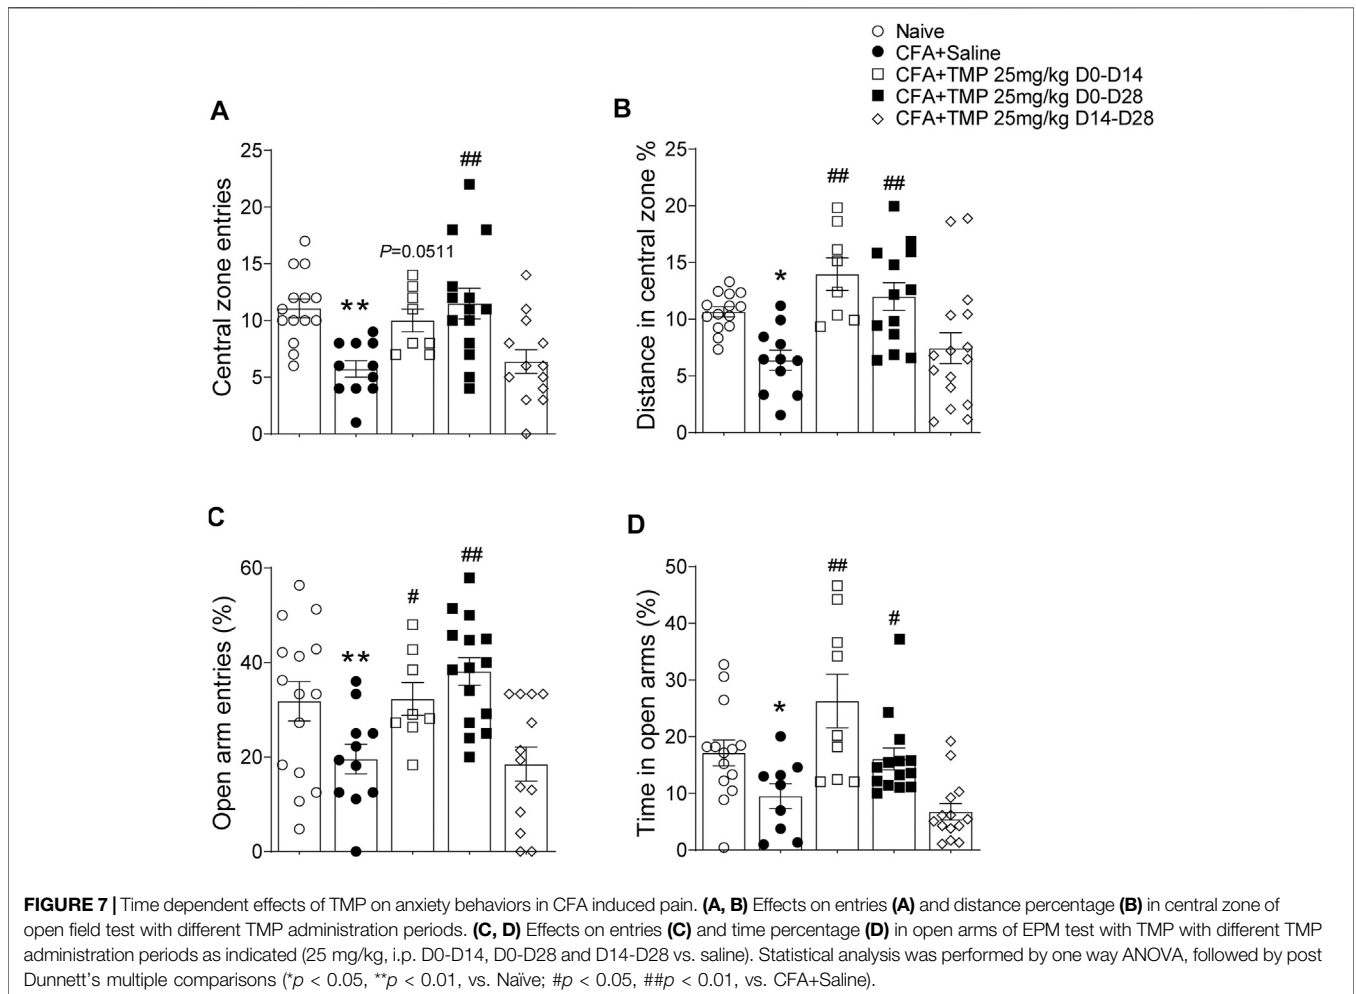 Naive
CFA+Saline
CFA+TMP 25mg/kg D0-D14
CFA+TMP 25mg/kg D0-D28
CFA+TMP 25mg/kg D14-D28
A
Central zone entries
25
20
15
10
5
0
**
P=0.0511
##
B
Distance in central zone %
25
20
15
10
5
0
*
##
##
C
Open arm entries (%)
60
40
20
0
**
#
##
D
Time in open arms (%)
50
40
30
20
10
0
*
##
#
FIGURE 7 | Time dependent effects of TMP on anxiety behaviors in CFA induced pain. (A, B) Effects on entries (A) and distance percentage (B) in central zone of
open field test with different TMP administration periods. (C, D) Effects on entries (C) and time percentage (D) in open arms of EPM test with TMP with different TMP
administration periods as indicated (25 mg/kg, i.p. D0-D14, D0-D28 and D14-D28 vs. saline). Statistical analysis was performed by one way ANOVA, followed by post
Dunnett’s multiple comparisons (*p < 0.05, **p < 0.01, vs. Naïve; #p < 0.05, ##p < 0.01, vs. CFA+Saline).